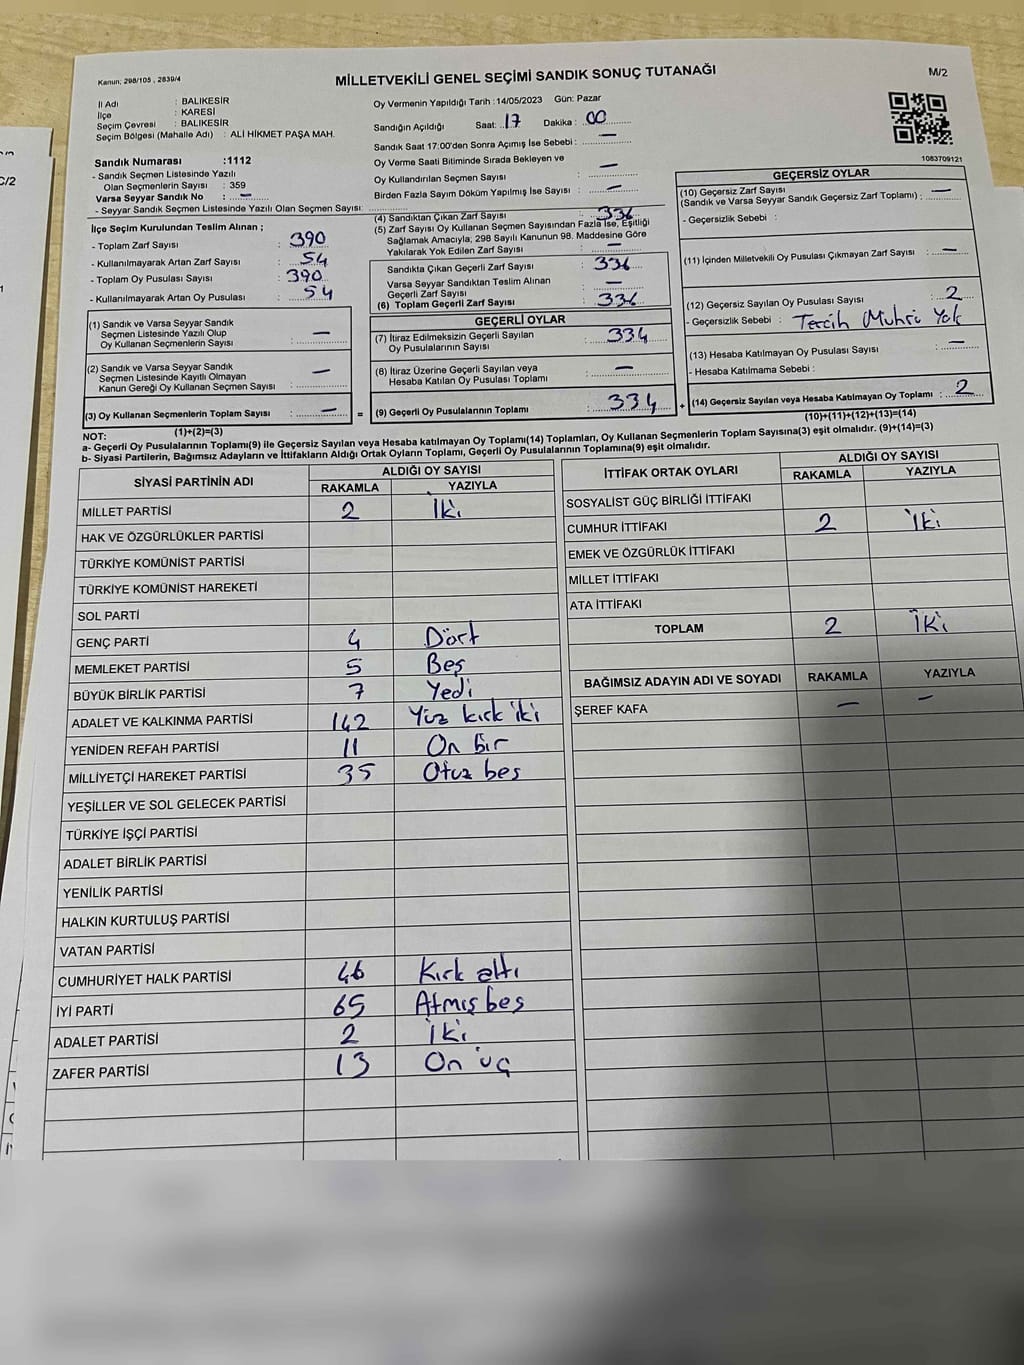 Kanun; 298/105 , 2839/4
MİLLETVEKİLİ GENEL SEÇİMİ SANDIK SONUÇ TUTANAĞI
M/2
İl Adı : BALIKESİR
İlçe : KARESİ
Seçim Çevresi : BALIKESİR
Seçim Bölgesi (Mahalle Adı) : ALİ HİKMET PAŞA MAH.
Sandık Numarası :1112
- Sandık Seçmen Listesinde Yazılı
Olan Seçmenlerin Sayısı : 359
Varsa Seyyar Sandık No : —
- Seyyar Sandık Seçmen Listesinde Yazılı Olan Seçmen Sayısı:
İlçe Seçim Kurulundan Teslim Alınan ;
- Toplam Zarf Sayısı : 390
- Kullanılmayarak Artan Zarf Sayısı : 54
- Toplam Oy Pusulası Sayısı : 390
- Kullanılmayarak Artan Oy Pusulası : 54
(1) Sandık ve Varsa Seyyar Sandık
Seçmen Listesinde Yazılı Olup
Oy Kullanan Seçmenlerin Sayısı : —
(2) Sandık ve Varsa Seyyar Sandık
Seçmen Listesinde Kayıtlı Olmayan
Kanun Gereği Oy Kullanan Seçmen Sayısı : —
(3) Oy Kullanan Seçmenlerin Toplam Sayısı : —
(1)+(2)=(3)
Oy Vermenin Yapıldığı Tarih :14/05/2023 Gün: Pazar
Sandığın Açıldığı Saat: 17 Dakika : 00
Sandık Saat 17:00'den Sonra Açımış İse Sebebi : —
Oy Verme Saati Bitiminde Sırada Bekleyen ve
Oy Kullandırılan Seçmen Sayısı : —
Birden Fazla Sayım Döküm Yapılmış İse Sayısı : —
(4) Sandıktan Çıkan Zarf Sayısı : 336
(5) Zarf Sayısı Oy Kullanan Seçmen Sayısından Fazla İse, Eşitliği
Sağlamak Amacıyla; 298 Sayılı Kanunun 98. Maddesine Göre
Yakılarak Yok Edilen Zarf Sayısı : —
Sandıkta Çıkan Geçerli Zarf Sayısı : 336
Varsa Seyyar Sandıktan Teslim Alınan
Geçerli Zarf Sayısı : —
(6) Toplam Geçerli Zarf Sayısı : 336
GEÇERLİ OYLAR
(7) İtiraz Edilmeksizin Geçerli Sayılan
Oy Pusulalarının Sayısı : 334
(8) İtiraz Üzerine Geçerli Sayılan veya
Hesaba Katılan Oy Pusulası Toplamı : —
= (9) Geçerli Oy Pusulalarının Toplamı : 334
1083709121
GEÇERSİZ OYLAR
(10) Geçersiz Zarf Sayısı
(Sandık ve Varsa Seyyar Sandık Geçersiz Zarf Toplamı) : —
- Geçersizlik Sebebi :
(11) İçinden Milletvekili Oy Pusulası Çıkmayan Zarf Sayısı : —
(12) Geçersiz Sayılan Oy Pusulası Sayısı : 2
- Geçersizlik Sebebi : Tercih Muhrü Yok
(13) Hesaba Katılmayan Oy Pusulası Sayısı : —
- Hesaba Katılmama Sebebi :
+ (14) Geçersiz Sayılan veya Hesaba Katılmayan Oy Toplamı : 2
(10)+(11)+(12)+(13)=(14)
NOT:
a- Geçerli Oy Pusulalarının Toplamı(9) ile Geçersiz Sayılan veya Hesaba katılmayan Oy Toplamı(14) Toplamları, Oy Kullanan Seçmenlerin Toplam Sayısına(3) eşit olmalıdır. (9)+(14)=(3)
b- Siyasi Partilerin, Bağımsız Adayların ve İttifakların Aldığı Ortak Oyların Toplamı, Geçerli Oy Pusulalarının Toplamına(9) eşit olmalıdır.
SİYASİ PARTİNİN ADI ALDIĞI OY SAYISI
RAKAMLA YAZIYLA
MİLLET PARTİSİ 2 İki
HAK VE ÖZGÜRLÜKLER PARTİSİ
TÜRKİYE KOMÜNİST PARTİSİ
TÜRKİYE KOMÜNİST HAREKETİ
SOL PARTİ
GENÇ PARTİ 4 Dört
MEMLEKET PARTİSİ 5 Beş
BÜYÜK BİRLİK PARTİSİ 7 Yedi
ADALET VE KALKINMA PARTİSİ 142 Yüz kırk iki
YENİDEN REFAH PARTİSİ 11 On bir
MİLLİYETÇİ HAREKET PARTİSİ 35 Otuz beş
YEŞİLLER VE SOL GELECEK PARTİSİ
TÜRKİYE İŞÇİ PARTİSİ
ADALET BİRLİK PARTİSİ
YENİLİK PARTİSİ
HALKIN KURTULUŞ PARTİSİ
VATAN PARTİSİ
CUMHURİYET HALK PARTİSİ 46 Kırk altı
İYİ PARTİ 65 Atmış beş
ADALET PARTİSİ 2 İki
ZAFER PARTİSİ 13 On üç
İTTİFAK ORTAK OYLARI ALDIĞI OY SAYISI
RAKAMLA YAZIYLA
SOSYALİST GÜÇ BİRLİĞİ İTTİFAKI
CUMHUR İTTİFAKI 2 İki
EMEK VE ÖZGÜRLÜK İTTİFAKI
MİLLET İTTİFAKI
ATA İTTİFAKI
TOPLAM 2 İki
BAĞIMSIZ ADAYIN ADI VE SOYADI RAKAMLA YAZIYLA
ŞEREF KAFA — —